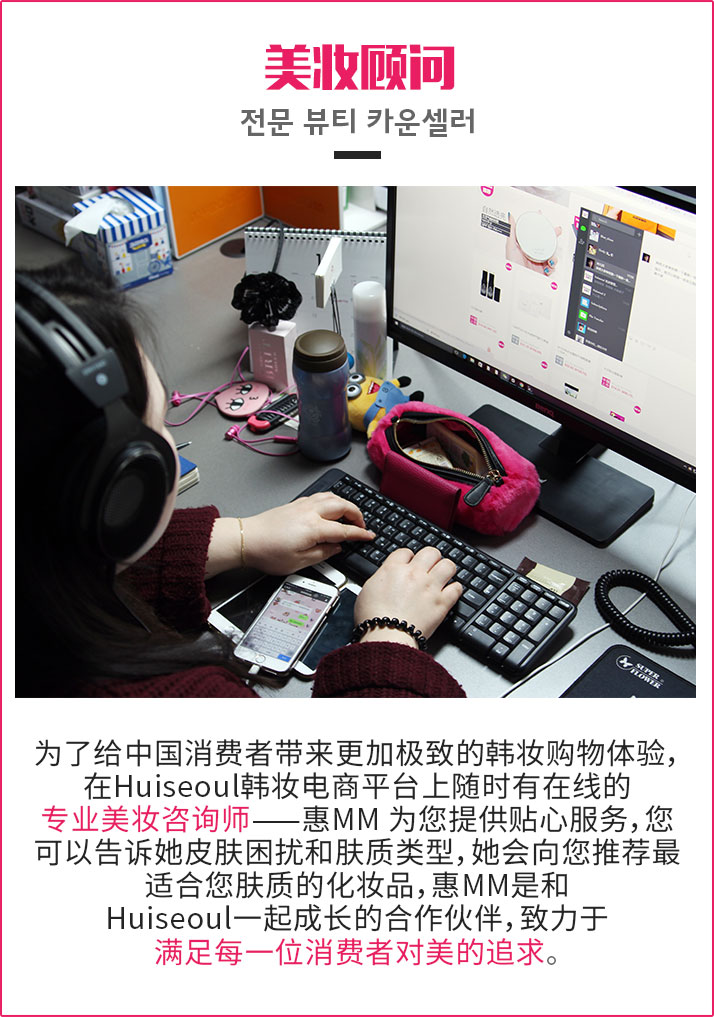 美妆顾问
전문 뷰티 카운셀러
SUPER
FLOWER
为了给中国消费者带来更加极致的韩妆购物体验，
在Huiseoul韩妆电商平台上随时有在线的
专业美妆咨询师——惠MM 为您提供贴心服务，您
可以告诉她皮肤困扰和肤质类型，她会向您推荐最
适合您肤质的化妆品，惠MM是和
Huiseoul一起成长的合作伙伴，致力于
满足每一位消费者对美的追求。